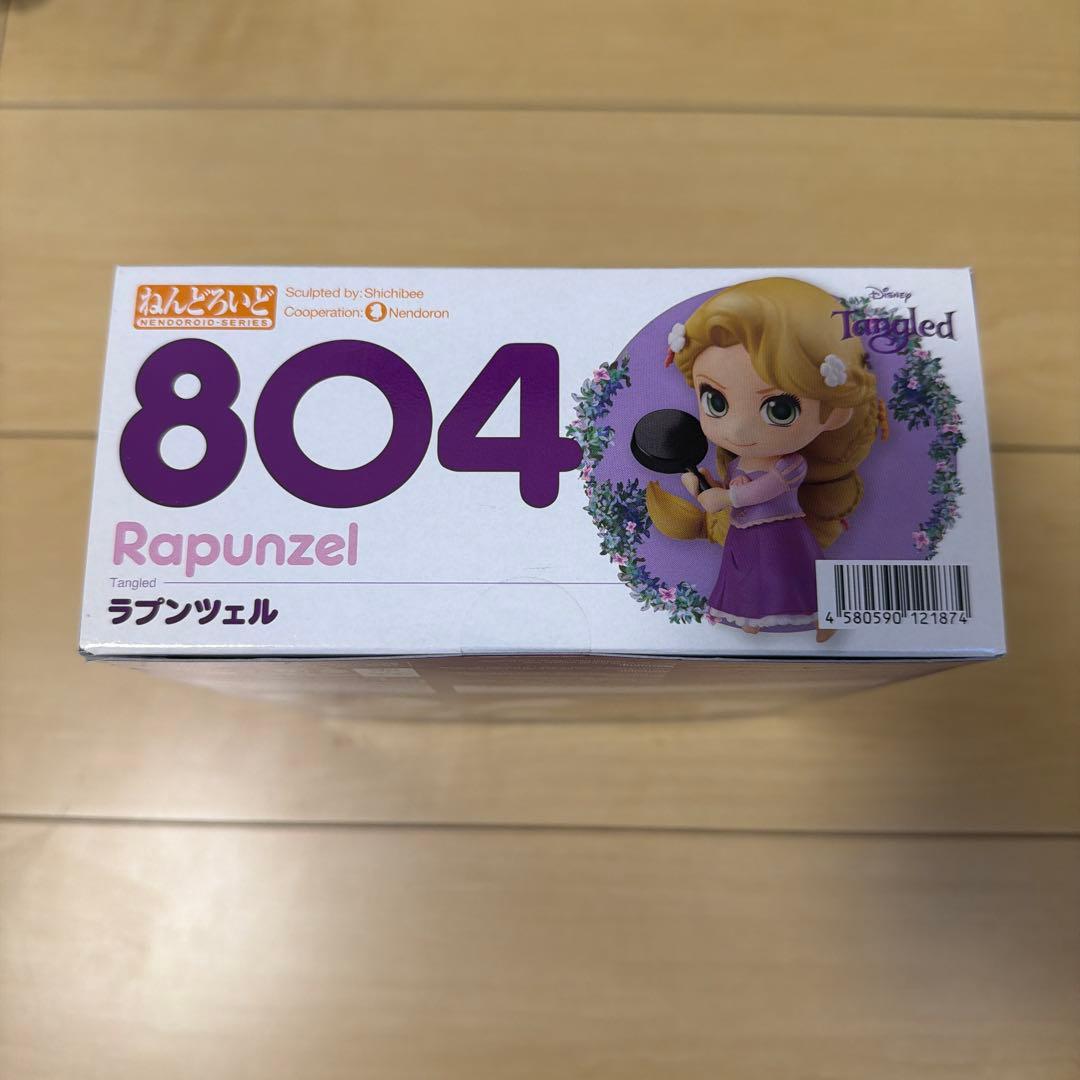 ねんどろいど
NENDOROID-SERIES
Sculpted by: Shichibee
Cooperation: Nendoron
804
Rapunzel
Tangled
ラプンツェル
Disney
Tangled
4 580590 121874